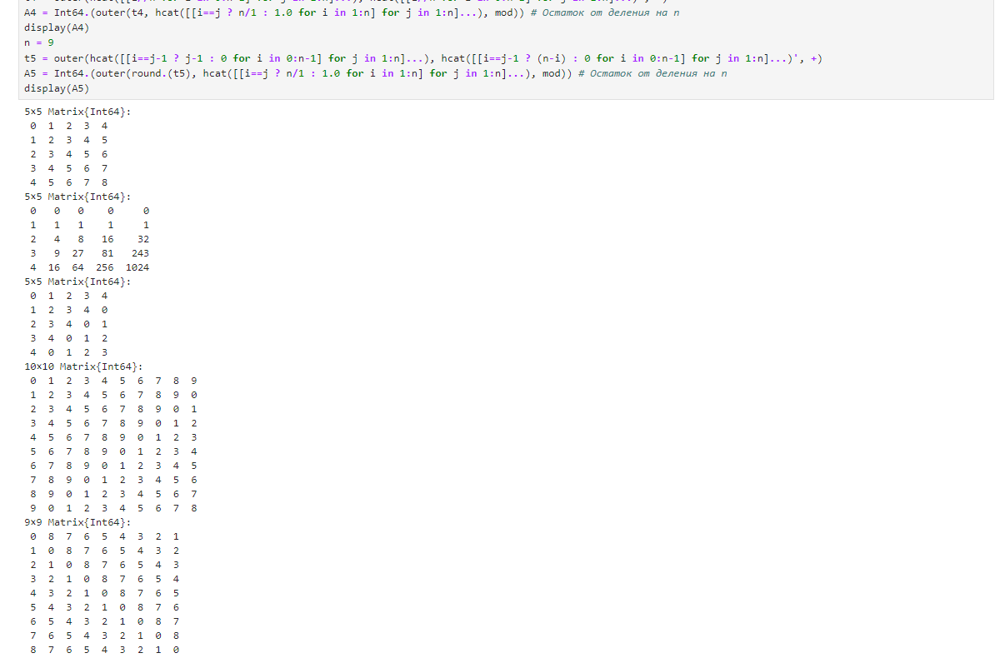 A4 = Int64.(outer(t4, hcat([[i==j ? n/1 : 1.0 for i in 1:n] for j in 1:n]...), mod)) # Остаток от деления на n
display(A4)
n = 9
t5 = outer(hcat([[i==j-1 ? j-1 : 0 for i in 0:n-1] for j in 1:n]...), hcat([[i==j-1 ? (n-i) : 0 for i in 0:n-1] for j in 1:n]...)', +)
A5 = Int64.(outer(round.(t5), hcat([[i==j ? n/1 : 1.0 for i in 1:n] for j in 1:n]...), mod)) # Остаток от деления на n
display(A5)
5×5 Matrix{Int64}:
0 1 2 3 4
1 2 3 4 5
2 3 4 5 6
3 4 5 6 7
4 5 6 7 8
5×5 Matrix{Int64}:
0 0 0 0 0
1 1 1 1 1
2 4 8 16 32
3 9 27 81 243
4 16 64 256 1024
5×5 Matrix{Int64}:
0 1 2 3 4
1 2 3 4 0
2 3 4 0 1
3 4 0 1 2
4 0 1 2 3
10×10 Matrix{Int64}:
0 1 2 3 4 5 6 7 8 9
1 2 3 4 5 6 7 8 9 0
2 3 4 5 6 7 8 9 0 1
3 4 5 6 7 8 9 0 1 2
4 5 6 7 8 9 0 1 2 3
5 6 7 8 9 0 1 2 3 4
6 7 8 9 0 1 2 3 4 5
7 8 9 0 1 2 3 4 5 6
8 9 0 1 2 3 4 5 6 7
9 0 1 2 3 4 5 6 7 8
9×9 Matrix{Int64}:
0 8 7 6 5 4 3 2 1
1 0 8 7 6 5 4 3 2
2 1 0 8 7 6 5 4 3
3 2 1 0 8 7 6 5 4
4 3 2 1 0 8 7 6 5
5 4 3 2 1 0 8 7 6
6 5 4 3 2 1 0 8 7
7 6 5 4 3 2 1 0 8
8 7 6 5 4 3 2 1 0